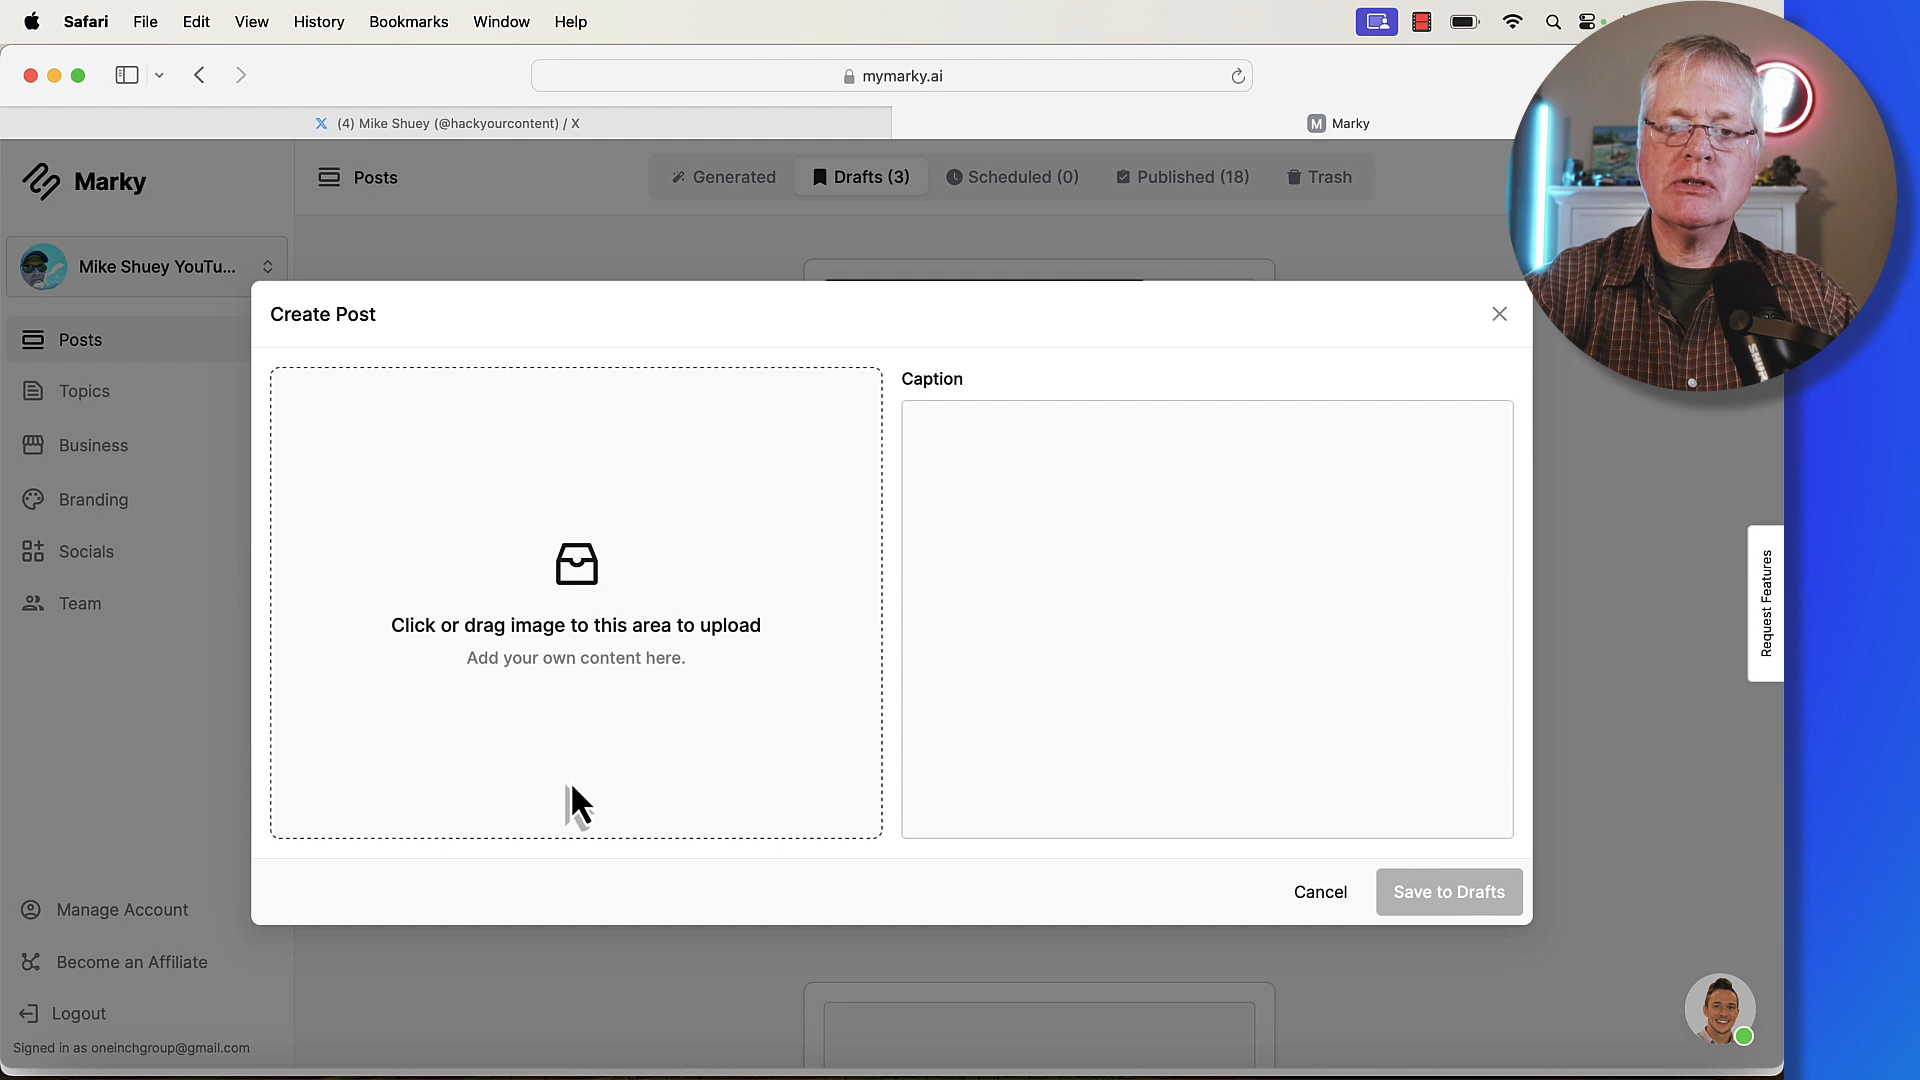 Safari File Edit View History Bookmarks Window Help
mymarky.ai
(4) Mike Shuey (@hackyourcontent) / X
M Marky
Marky
Posts
Generated
Drafts (3)
Scheduled (0)
Published (18)
Trash
Mike Shuey YouTu...
Posts
Topics
Business
Branding
Socials
Team
Manage Account
Become an Affiliate
Logout
Signed in as oneinchgroup@gmail.com
Create Post
Click or drag image to this area to upload
Add your own content here.
Caption
Cancel
Save to Drafts
Request Features
SHURE